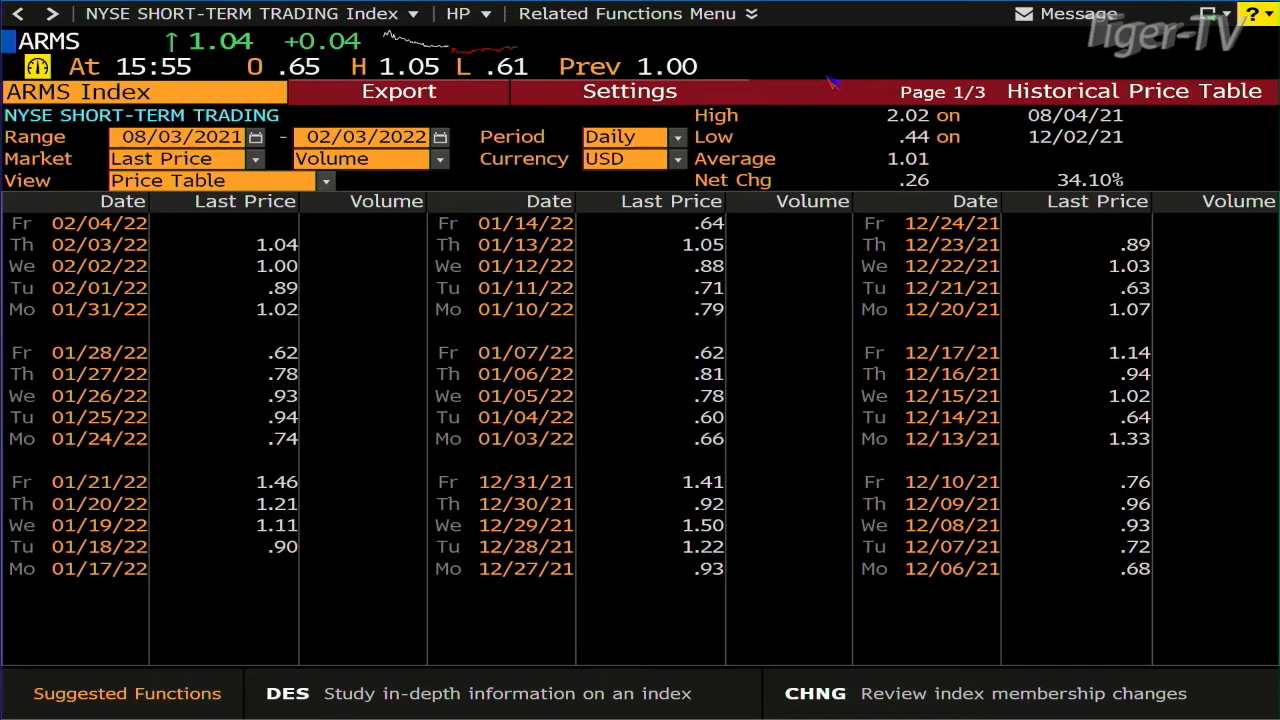 NYSE SHORT-TERM TRADING Index HP Related Functions Menu Message ?
Tiger-TV
ARMS ↑ 1.04 +0.04
At 15:55 O .65 H 1.05 L .61 Prev 1.00
ARMS Index Export Settings Page 1/3 Historical Price Table
NYSE SHORT-TERM TRADING High 2.02 on 08/04/21
Range 08/03/2021 - 02/03/2022 Period Daily Low .44 on 12/02/21
Market Last Price Volume Currency USD Average 1.01
View Price Table Net Chg .26 34.10%
Date Last Price Volume Date Last Price Volume Date Last Price Volume
Fr 02/04/22 Fr 01/14/22 .64 Fr 12/24/21
Th 02/03/22 1.04 Th 01/13/22 1.05 Th 12/23/21 .89
We 02/02/22 1.00 We 01/12/22 .88 We 12/22/21 1.03
Tu 02/01/22 .89 Tu 01/11/22 .71 Tu 12/21/21 .63
Mo 01/31/22 1.02 Mo 01/10/22 .79 Mo 12/20/21 1.07
Fr 01/28/22 .62 Fr 01/07/22 .62 Fr 12/17/21 1.14
Th 01/27/22 .78 Th 01/06/22 .81 Th 12/16/21 .94
We 01/26/22 .93 We 01/05/22 .78 We 12/15/21 1.02
Tu 01/25/22 .94 Tu 01/04/22 .60 Tu 12/14/21 .64
Mo 01/24/22 .74 Mo 01/03/22 .66 Mo 12/13/21 1.33
Fr 01/21/22 1.46 Fr 12/31/21 1.41 Fr 12/10/21 .76
Th 01/20/22 1.21 Th 12/30/21 .92 Th 12/09/21 .96
We 01/19/22 1.11 We 12/29/21 1.50 We 12/08/21 .93
Tu 01/18/22 .90 Tu 12/28/21 1.22 Tu 12/07/21 .72
Mo 01/17/22 Mo 12/27/21 .93 Mo 12/06/21 .68
Suggested Functions DES Study in-depth information on an index CHNG Review index membership changes